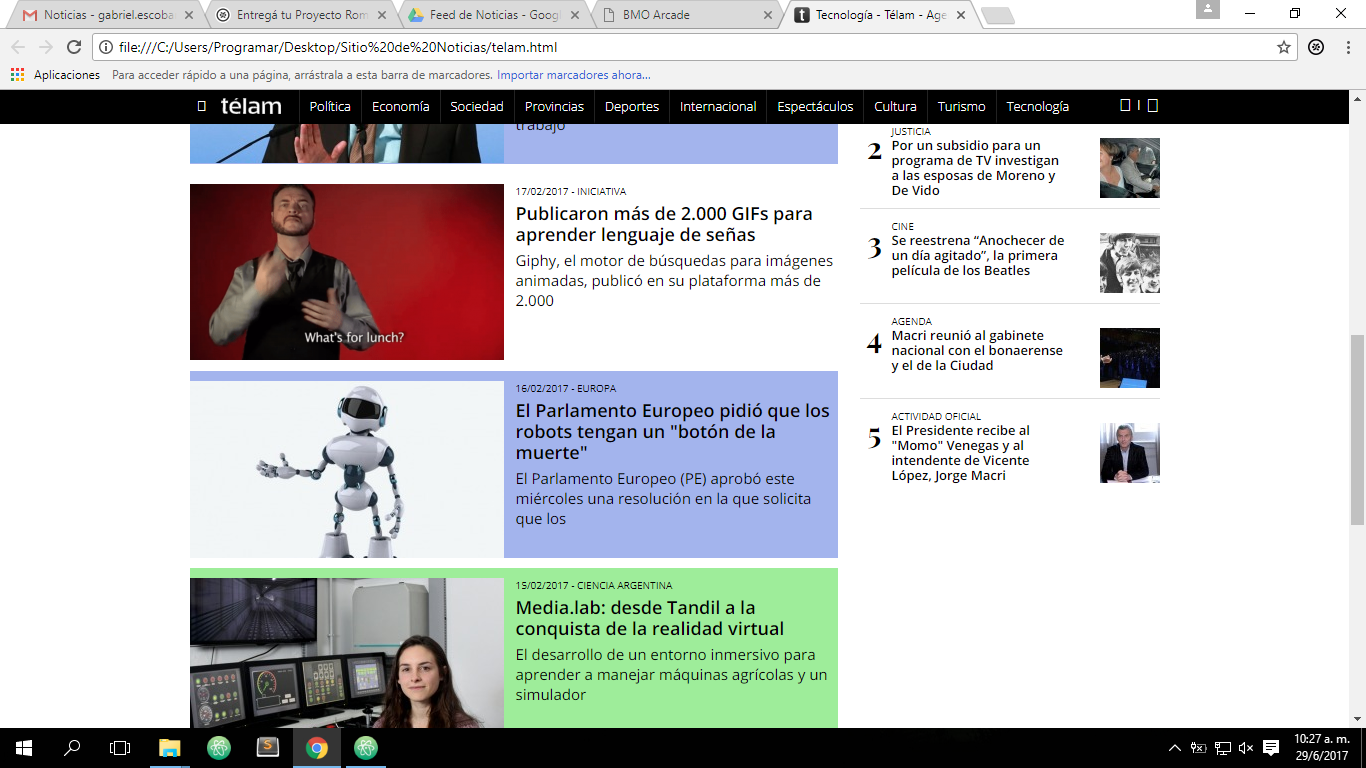 Noticias - gabriel.escoba
Entregá tu Proyecto Rom
Feed de Noticias - Googl
BMO Arcade
Tecnología - Télam - Age
file:///C:/Users/Programar/Desktop/Sitio%20de%20Noticias/telam.html
Aplicaciones
Para acceder rápido a una página, arrástrala a esta barra de marcadores. Importar marcadores ahora...
télam Política Economía Sociedad Provincias Deportes Internacional Espectáculos Cultura Turismo Tecnología
trabajo
17/02/2017 - INICIATIVA
Publicaron más de 2.000 GIFs para
aprender lenguaje de señas
Giphy, el motor de búsquedas para imágenes
animadas, publicó en su plataforma más de
2.000
What's for lunch?
16/02/2017 - EUROPA
El Parlamento Europeo pidió que los
robots tengan un "botón de la
muerte"
El Parlamento Europeo (PE) aprobó este
miércoles una resolución en la que solicita
que los
15/02/2017 - CIENCIA ARGENTINA
Media.lab: desde Tandil a la
conquista de la realidad virtual
El desarrollo de un entorno inmersivo para
aprender a manejar máquinas agrícolas y un
simulador
JUSTICIA
2
Por un subsidio para un
programa de TV investigan
a las esposas de Moreno y
De Vido
CINE
3
Se reestrena “Anochecer de
un día agitado”, la primera
película de los Beatles
AGENDA
4
Macri reunió al gabinete
nacional con el bonaerense
y el de la Ciudad
ACTIVIDAD OFICIAL
5
El Presidente recibe al
"Momo" Venegas y al
intendente de Vicente
López, Jorge Macri
10:27 a. m.
29/6/2017